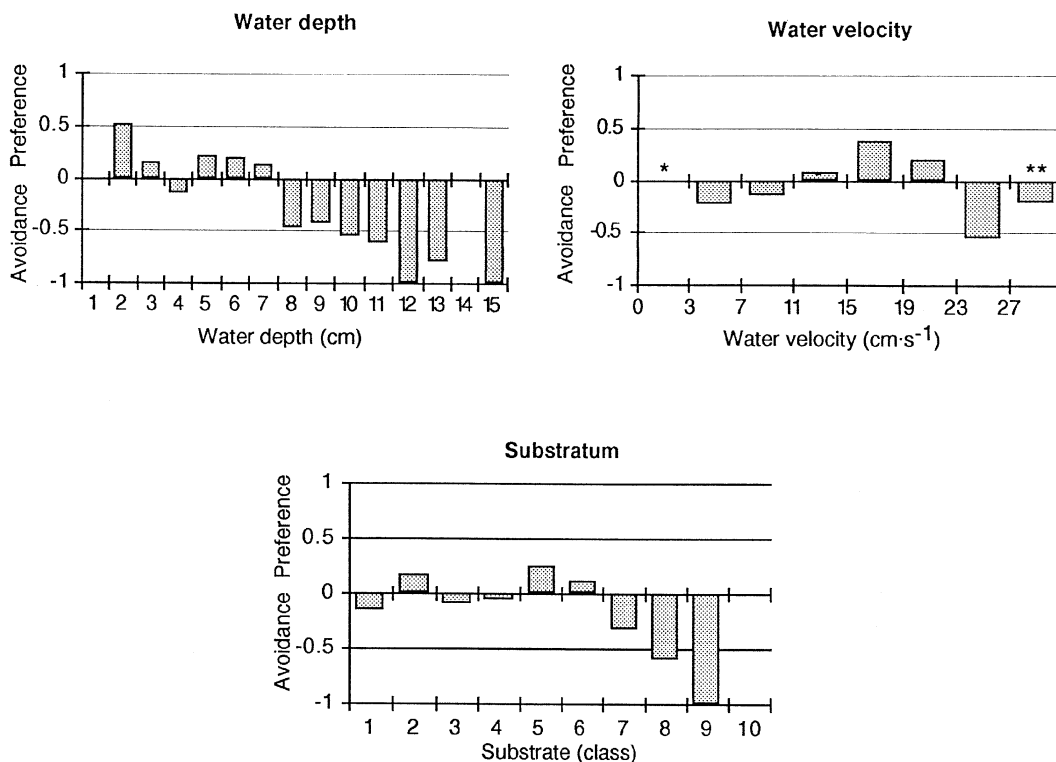 Water depth
1
0.5
0
-0.5
-1
Avoidance Preference
1 2 3 4 5 6 7 8 9 10 11 12 13 14 15
Water depth (cm)
Water velocity
1
0.5
0
-0.5
-1
Avoidance Preference
*
**
0 3 7 11 15 19 23 27
Water velocity (cm·s-1)
Substratum
1
0.5
0
-0.5
-1
Avoidance Preference
1 2 3 4 5 6 7 8 9 10
Substrate (class)